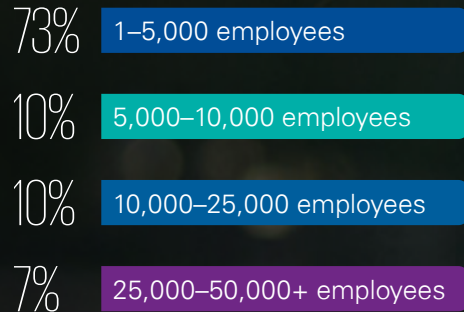 73% 1–5,000 employees
10% 5,000–10,000 employees
10% 10,000–25,000 employees
7% 25,000–50,000+ employees